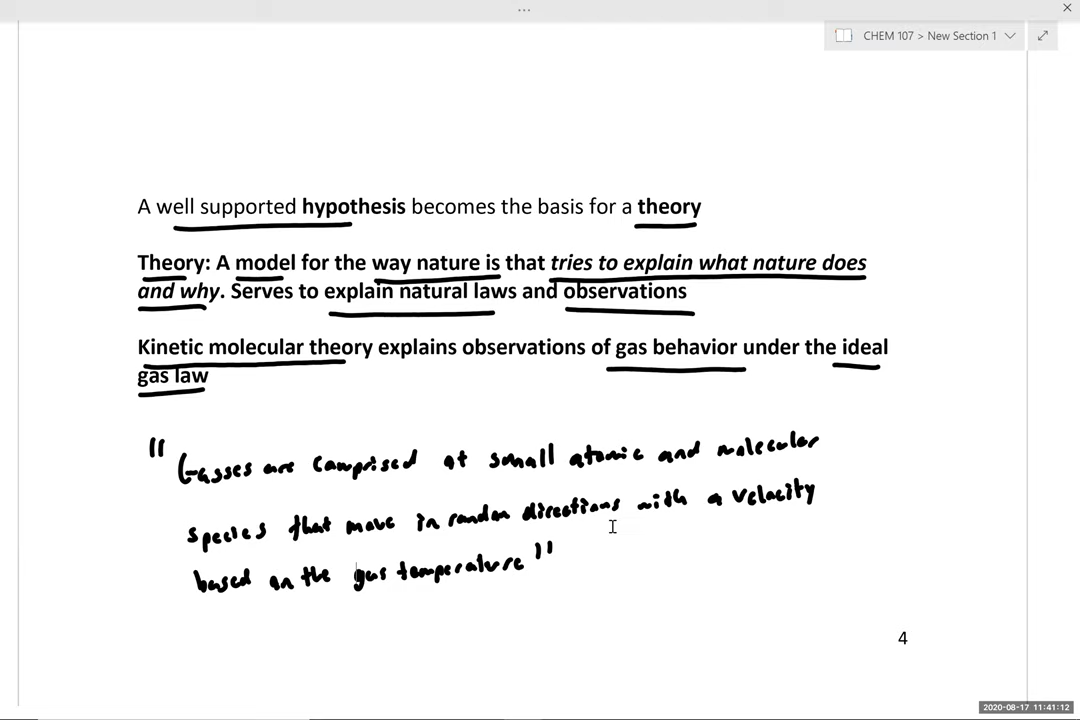 ...
CHEM 107 > New Section 1
A well supported hypothesis becomes the basis for a theory
Theory: A model for the way nature is that tries to explain what nature does
and why. Serves to explain natural laws and observations
Kinetic molecular theory explains observations of gas behavior under the ideal
gas law
"Gasses are comprised of small atomic and molecular
species that move in random directions with a velocity
based on the gas temperature"
4
2020-08-17 11:41:12